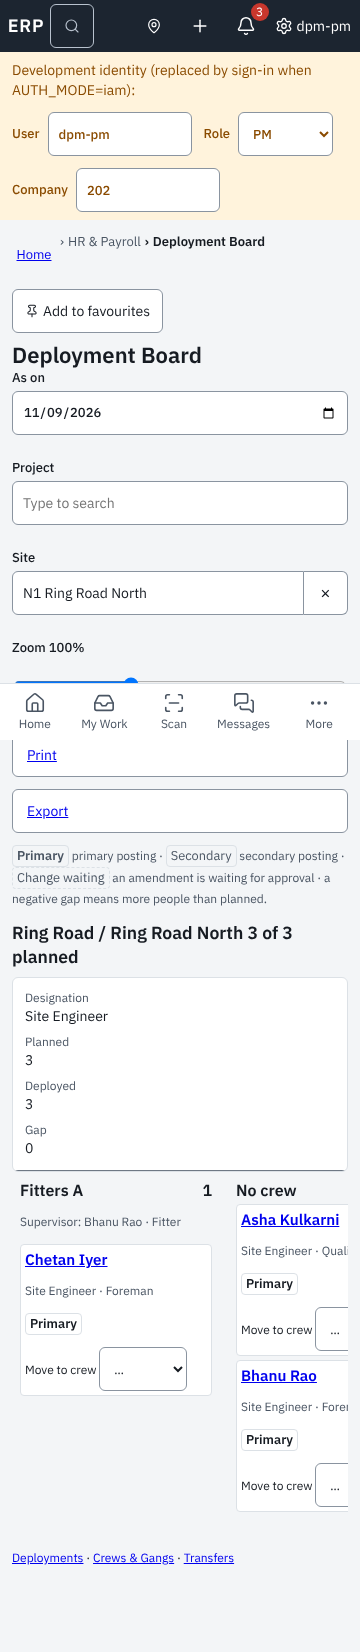 ERP
3
dpm-pm
Development identity (replaced by sign-in when
AUTH_MODE=iam):
User dpm-pm Role PM
Company 202
Home › HR & Payroll › Deployment Board
Add to favourites
Deployment Board
As on
11/09/2026
Project
Type to search
Site
N1 Ring Road North ×
Zoom 100%
Home My Work Scan Messages More
Print
Export
Primary primary posting · Secondary secondary posting ·
Change waiting an amendment is waiting for approval · a
negative gap means more people than planned.
Ring Road / Ring Road North 3 of 3
planned
Designation
Site Engineer
Planned
3
Deployed
3
Gap
0
Fitters A 1
Supervisor: Bhanu Rao · Fitter
Chetan Iyer
Site Engineer · Foreman
Primary
Move to crew ...
No crew
Asha Kulkarni
Site Engineer · Quali
Primary
Move to crew ...
Bhanu Rao
Site Engineer · Forer
Primary
Move to crew ...
Deployments · Crews & Gangs · Transfers